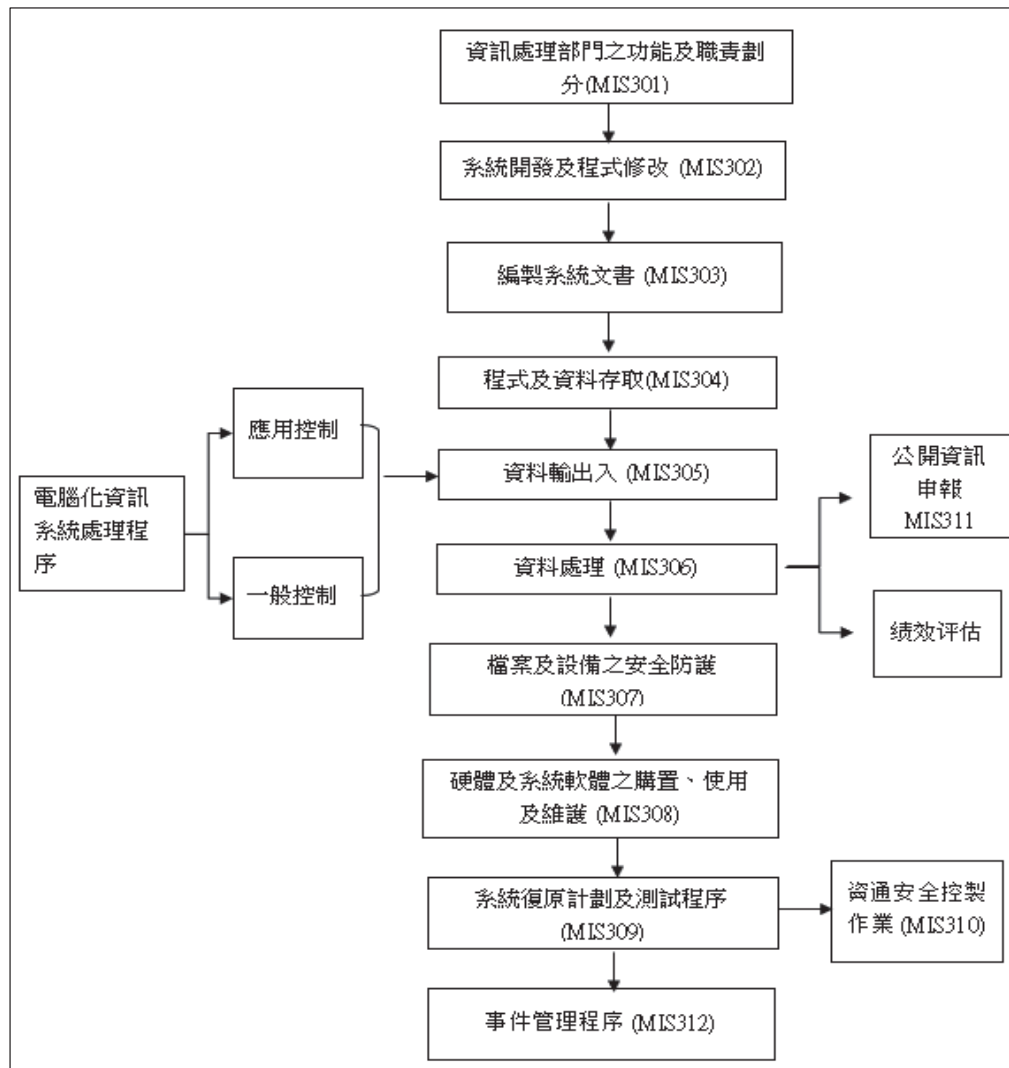 資訊處理部門之功能及職責劃
分(MIS301)
系統開發及程式修改 (MIS302)
編製系統文書 (MIS303)
程式及資料存取(MIS304)
應用控制
資料輸出入 (MIS305)
公開資訊
申報
MIS311
電腦化資訊
系統處理程
序
一般控制
資料處理 (MIS306)
绩效评估
檔案及設備之安全防護
(MIS307)
硬體及系統軟體之購置、使用
及維護 (MIS308)
系統復原計劃及測試程序
(MIS309)
資通安全控製
作業 (MIS310)
事件管理程序 (MIS312)